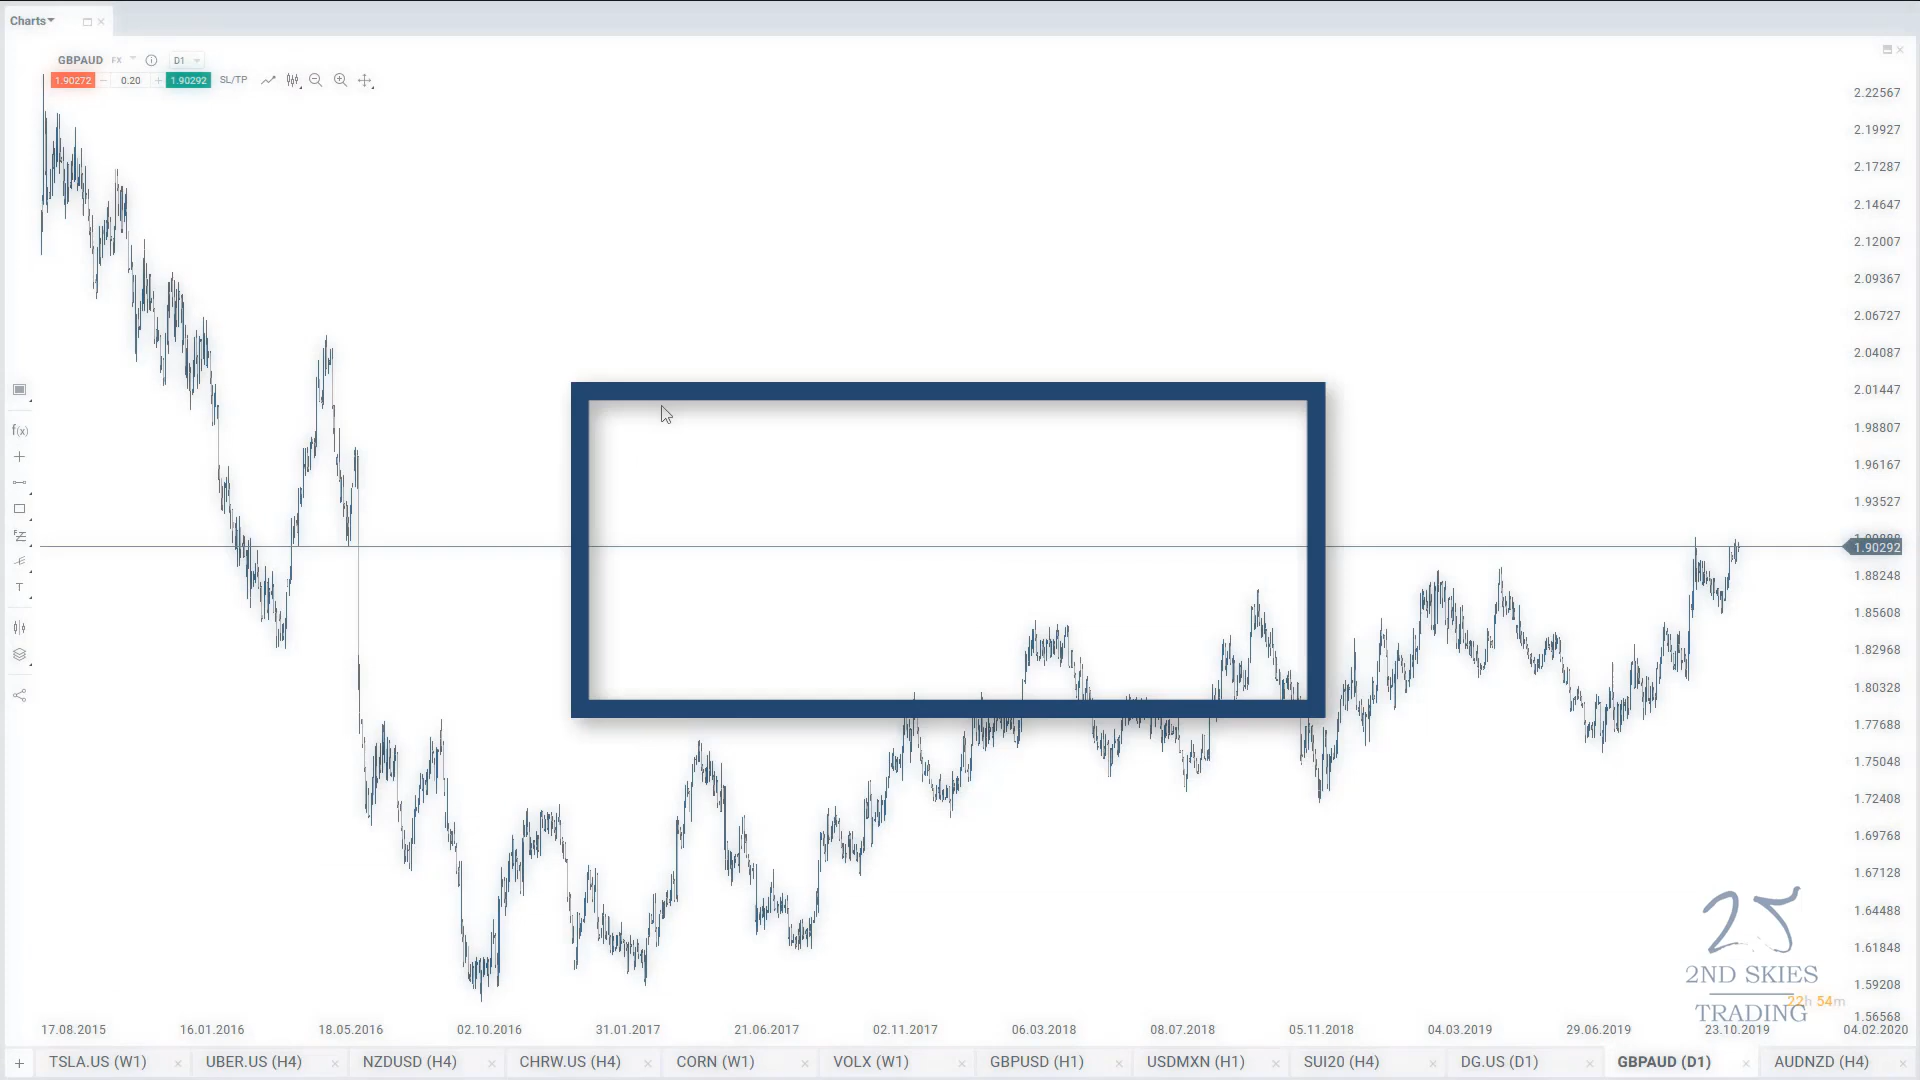 Charts
GBPAUD FX D1
1.90272 0.20 1.90292 SL/TP
2.22567
2.19927
2.17287
2.14647
2.12007
2.09367
2.06727
2.04087
2.01447
1.98807
1.96167
1.93527
1.90292
1.88248
1.85608
1.82968
1.80328
1.77688
1.75048
1.72408
1.69768
1.67128
1.64488
1.61848
1.59208
1.56568
f(x)
T
2ND SKIES
TRADING
22h 54m
17.08.2015 16.01.2016 18.05.2016 02.10.2016 31.01.2017 21.06.2017 02.11.2017 06.03.2018 08.07.2018 05.11.2018 04.03.2019 29.06.2019 23.10.2019 04.02.2020
+ TSLA.US (W1) UBER.US (H4) NZDUSD (H4) CHRW.US (H4) CORN (W1) VOLX (W1) GBPUSD (H1) USDMXN (H1) SUI20 (H4) DG.US (D1) GBPAUD (D1) AUDNZD (H4)